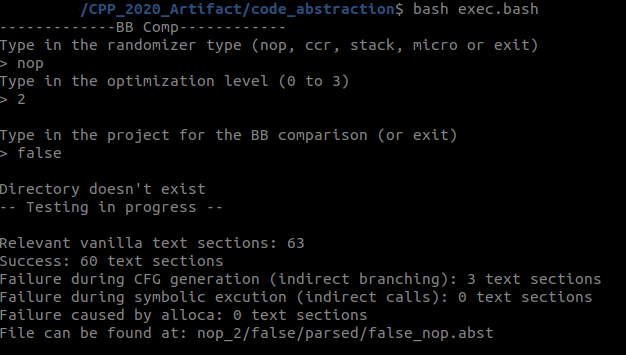 /CPP_2020_Artifact/code_abstraction$ bash exec.bash
-------------BB Comp------------
Type in the randomizer type (nop, ccr, stack, micro or exit)
> nop
Type in the optimization level (0 to 3)
> 2
Type in the project for the BB comparison (or exit)
> false
Directory doesn't exist
-- Testing in progress --
Relevant vanilla text sections: 63
Success: 60 text sections
Failure during CFG generation (indirect branching): 3 text sections
Failure during symbolic excution (indirect calls): 0 text sections
Failure caused by alloca: 0 text sections
File can be found at: nop_2/false/parsed/false_nop.abst